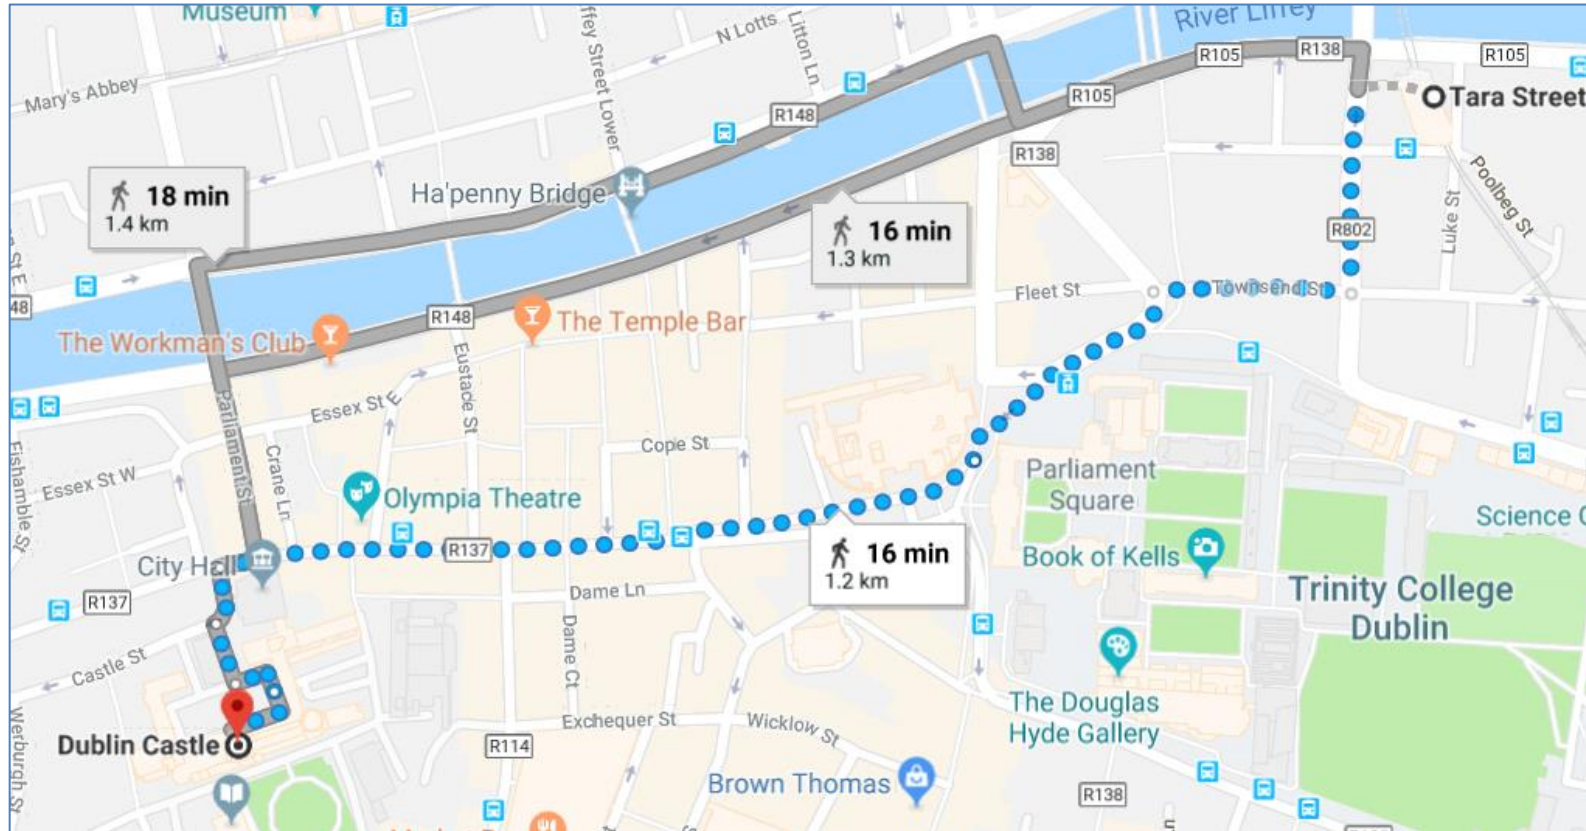 Museum
River Liffey
N Lotts
Litton Ln
Mary's Abbey
ffey Street Lower
R105
R138
R105
R105
Tara Street
R148
R138
Ha'penny Bridge
18 min
1.4 km
16 min
1.3 km
Poolbeg St
Luke St
R802
St E
48
Townsend St
Fleet St
R148
The Temple Bar
The Workman's Club
Eustace St
Essex St E
Parliament St
Crane Ln
Cope St
Fishamble St
Essex St W
Olympia Theatre
Parliament
Square
Science
City Hall
R137
16 min
1.2 km
Book of Kells
Trinity College
Dublin
R137
Dame Ln
Dame Ct
Castle St
The Douglas
Hyde Gallery
Werburgh St
Dublin Castle
Exchequer St
Wicklow St
R114
Brown Thomas
R138